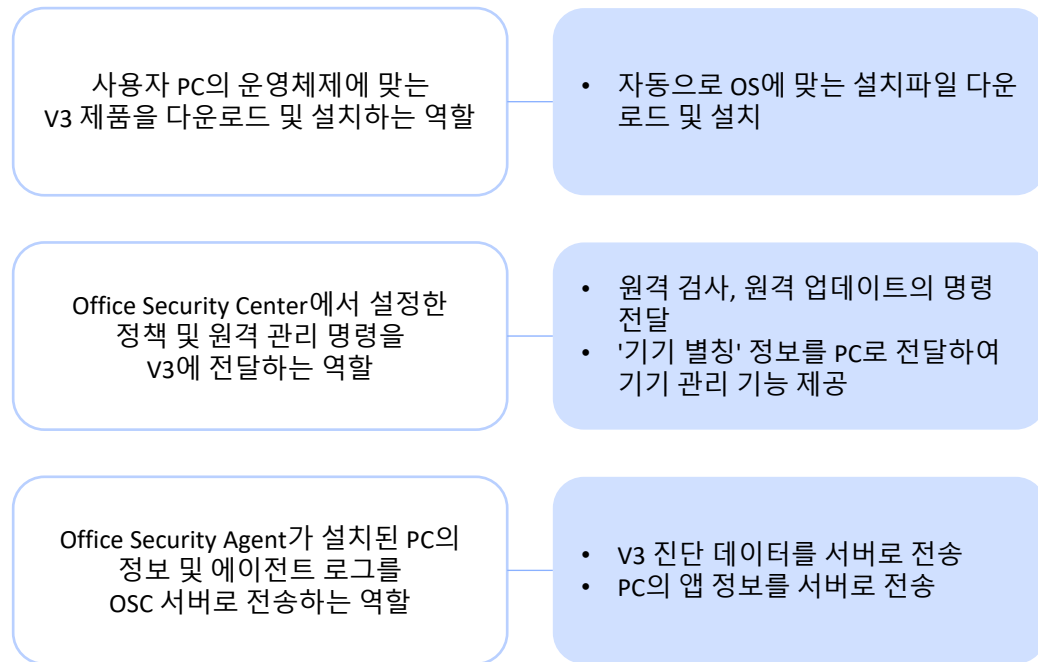 사용자 PC의 운영체제에 맞는
V3 제품을 다운로드 및 설치하는 역할
• 자동으로 OS에 맞는 설치파일 다운
로드 및 설치
Office Security Center에서 설정한
정책 및 원격 관리 명령을
V3에 전달하는 역할
• 원격 검사, 원격 업데이트의 명령
전달
• '기기 별칭' 정보를 PC로 전달하여
기기 관리 기능 제공
Office Security Agent가 설치된 PC의
정보 및 에이전트 로그를
OSC 서버로 전송하는 역할
• V3 진단 데이터를 서버로 전송
• PC의 앱 정보를 서버로 전송